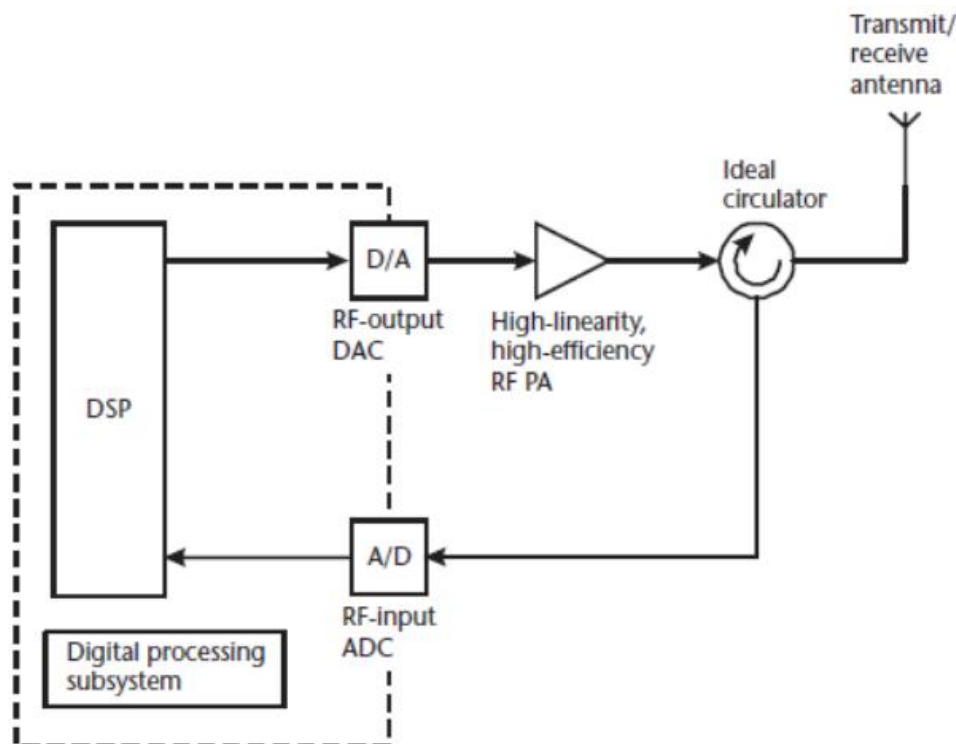 Transmit/
receive
antenna
Ideal
circulator
D/A
RF-output
DAC
High-linearity,
high-efficiency
RF PA
DSP
A/D
RF-input
ADC
Digital processing
subsystem